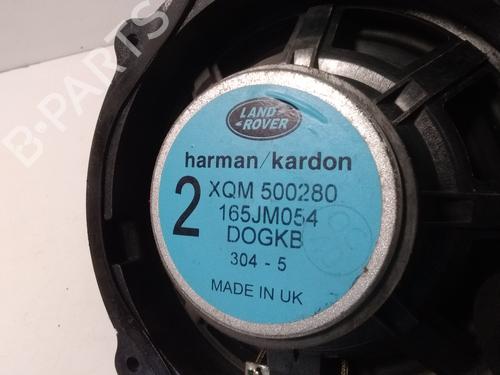 B-PARTS
LAND-
-ROVER
harman/kardon
2
XQM 500280
165JM054
DOGKB
304 - 5
MADE IN UK